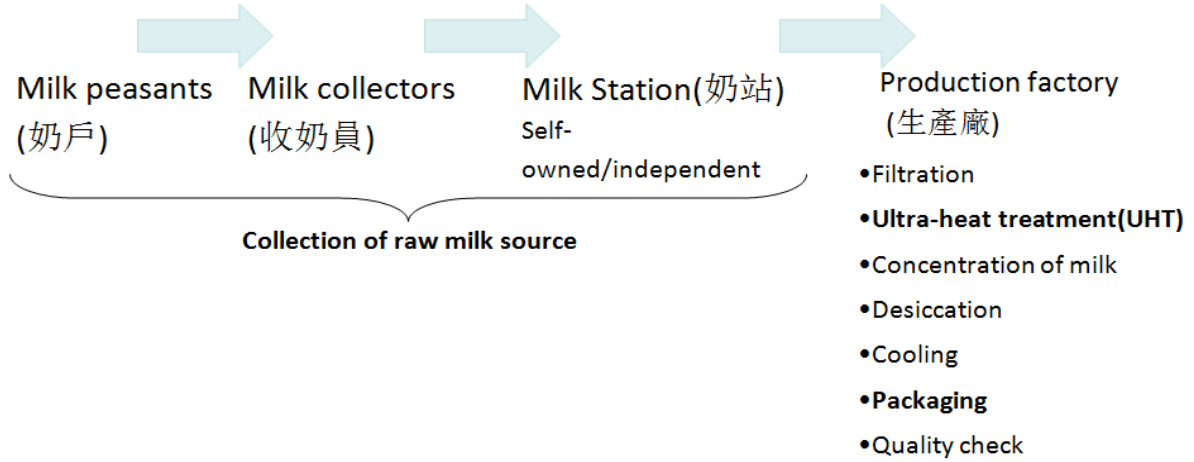 Milk peasants
(奶戶)
Milk collectors
(收奶員)
Milk Station(奶站)
Self-
owned/independent
Collection of raw milk source
Production factory
(生產廠)
•Filtration
•Ultra-heat treatment(UHT)
•Concentration of milk
•Desiccation
•Cooling
•Packaging
•Quality check